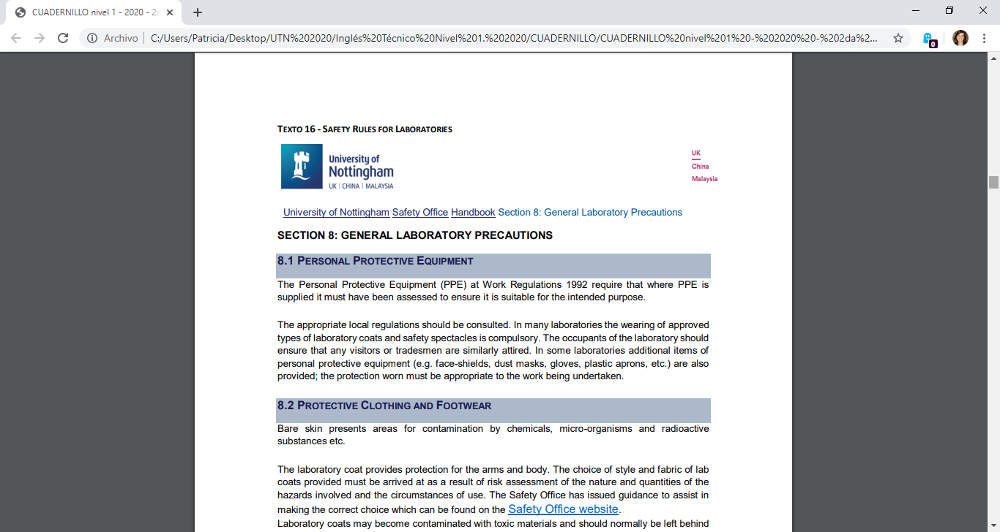 CUADERNILLO nivel 1 - 2020 - 2
Archivo
C:/Users/Patricia/Desktop/UTN%202020/Inglés%20Técnico%20Nivel%201.%202020/CUADERNILLO/CUADERNILLO%20nivel%201%20-%202020%20-%202da%2...
0
TEXTO 16 - SAFETY RULES FOR LABORATORIES
University of
Nottingham
UK | CHINA | MALAYSIA
UK
China
Malaysia
University of Nottingham Safety Office Handbook Section 8: General Laboratory Precautions
SECTION 8: GENERAL LABORATORY PRECAUTIONS
8.1 PERSONAL PROTECTIVE EQUIPMENT
The Personal Protective Equipment (PPE) at Work Regulations 1992 require that where PPE is
supplied it must have been assessed to ensure it is suitable for the intended purpose.
The appropriate local regulations should be consulted. In many laboratories the wearing of approved
types of laboratory coats and safety spectacles is compulsory. The occupants of the laboratory should
ensure that any visitors or tradesmen are similarly attired. In some laboratories additional items of
personal protective equipment (e.g. face-shields, dust masks, gloves, plastic aprons, etc.) are also
provided; the protection worn must be appropriate to the work being undertaken.
8.2 PROTECTIVE CLOTHING AND FOOTWEAR
Bare skin presents areas for contamination by chemicals, micro-organisms and radioactive
substances etc.
The laboratory coat provides protection for the arms and body. The choice of style and fabric of lab
coats provided must be arrived at as a result of risk assessment of the nature and quantities of the
hazards involved and the circumstances of use. The Safety Office has issued guidance to assist in
making the correct choice which can be found on the Safety Office website.
Laboratory coats may become contaminated with toxic materials and should normally be left behind